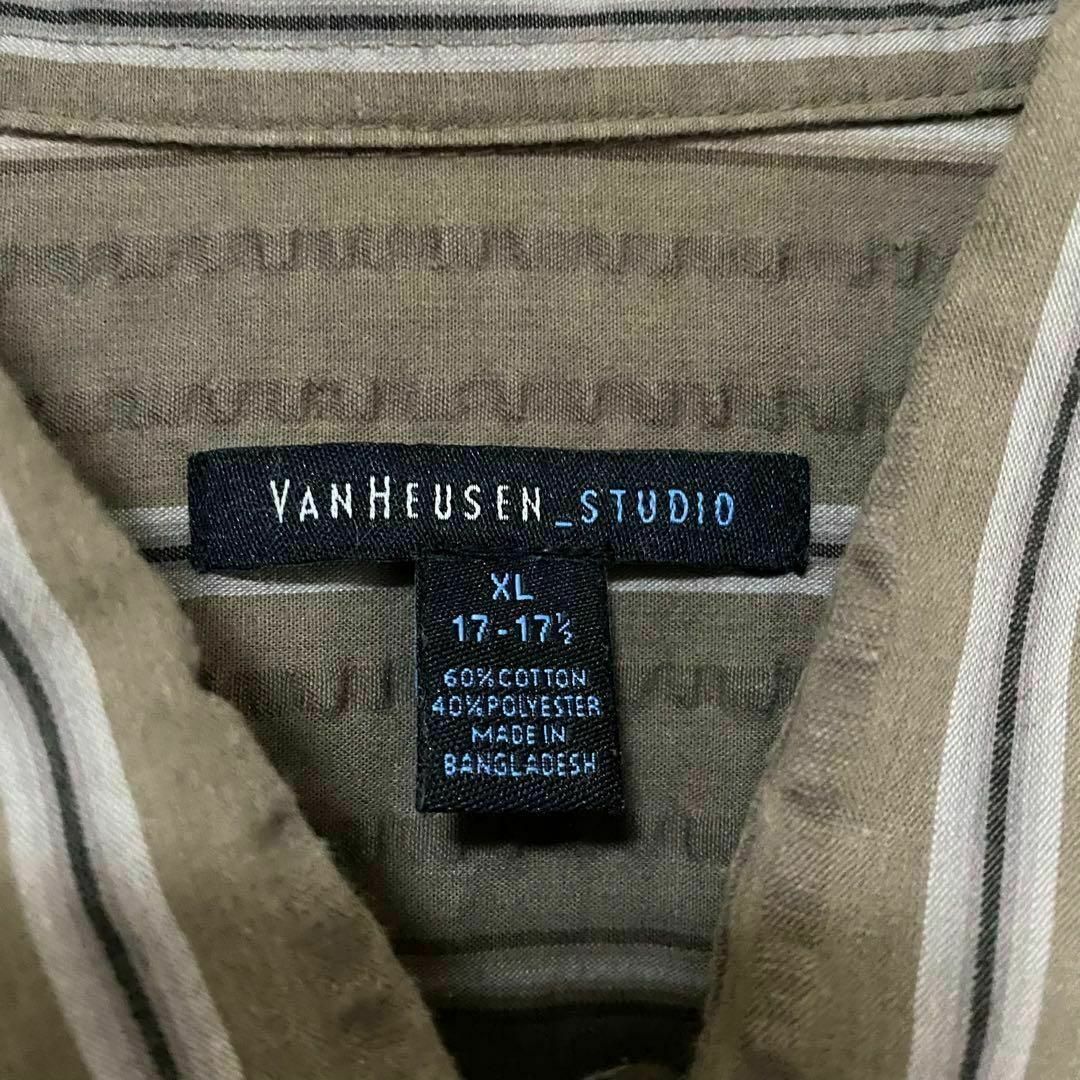 VANHEUSEN_STUDIO
XL
17-17½
60%COTTON
40%POLYESTER
MADE IN
BANGLADESH